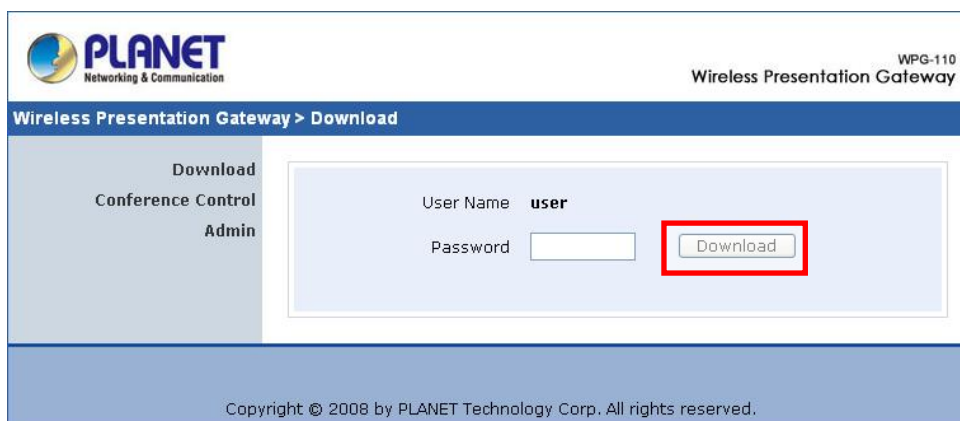 PLANET
Networking & Communication
WPG-110
Wireless Presentation Gateway
Wireless Presentation Gateway > Download
Download
Conference Control
Admin
User Name user
Password Download
Copyright © 2008 by PLANET Technology Corp. All rights reserved.